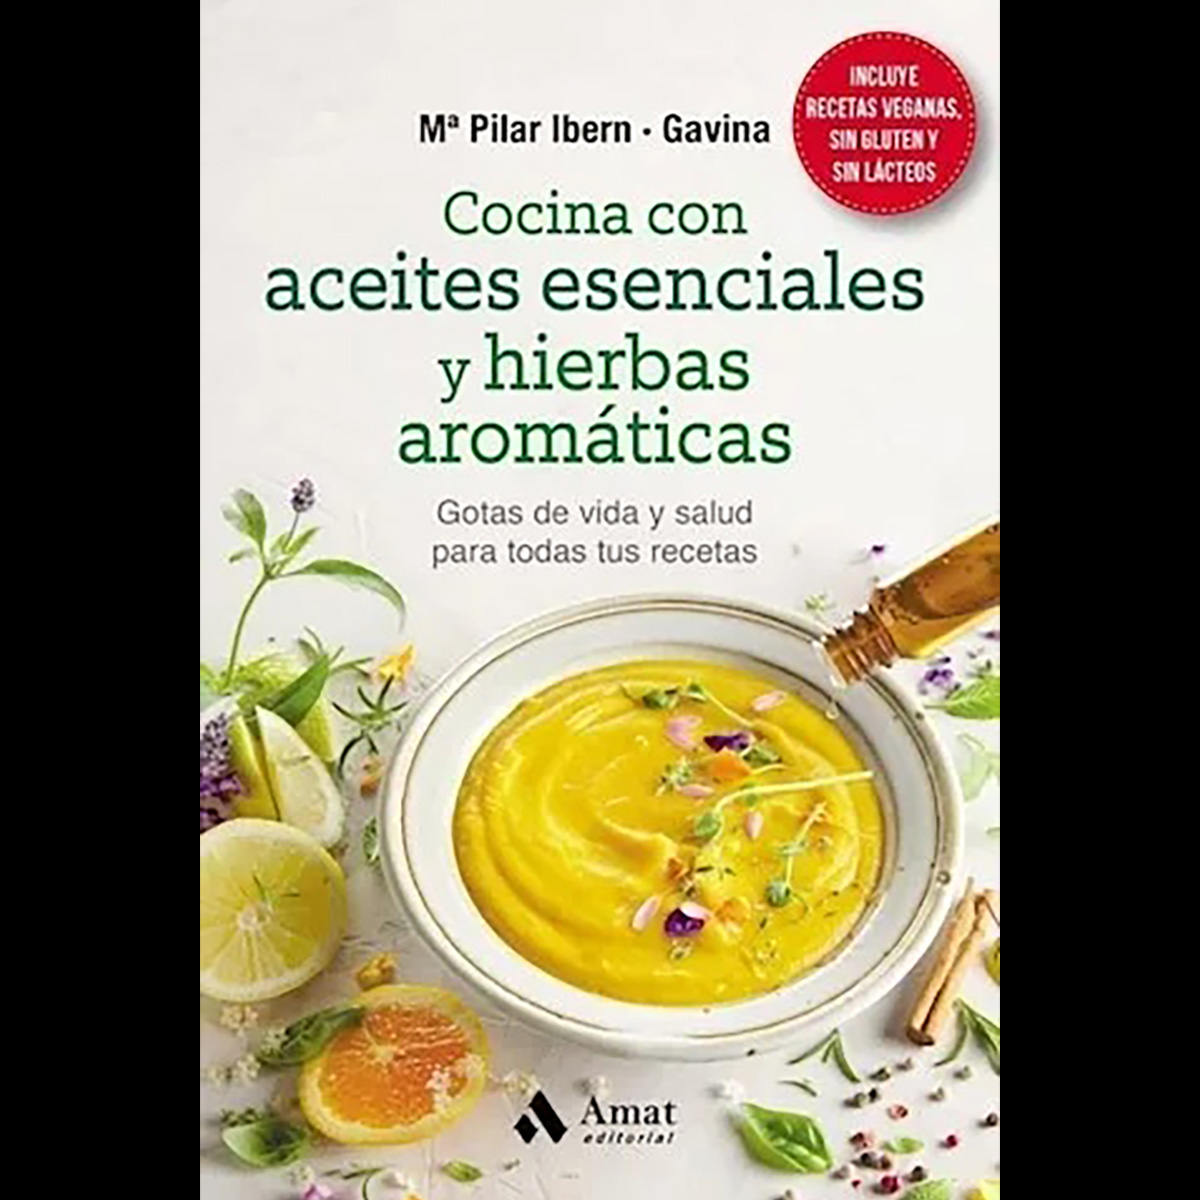 INCLUYE
RECETAS VEGANAS,
SIN GLUTEN Y
SIN LÁCTEOS
Mª Pilar Ibern · Gavina
Cocina con
aceites esenciales
y hierbas
aromáticas
Gotas de vida y salud
para todas tus recetas
Amat
editorial